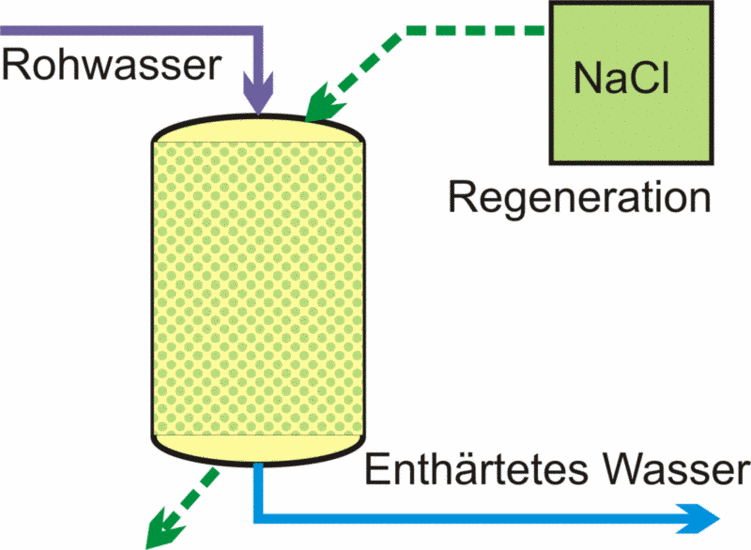 Rohwasser
NaCl
Regeneration
Enthärtetes Wasser